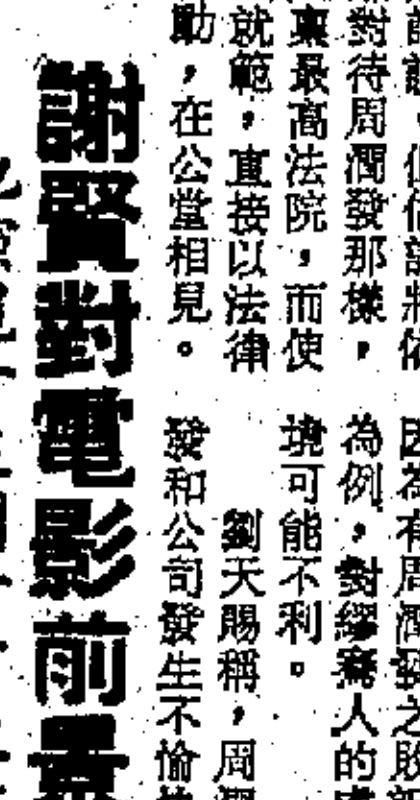 對待周潤發那樣，
稟最高法院，而使
就範，直接以法律
動，在公堂相見。
因為有周潤發之敗
為例，對繆騫人的
境可能不利。
劉天賜稱，周潤
發和公司發生不愉
謝賢對電影前景